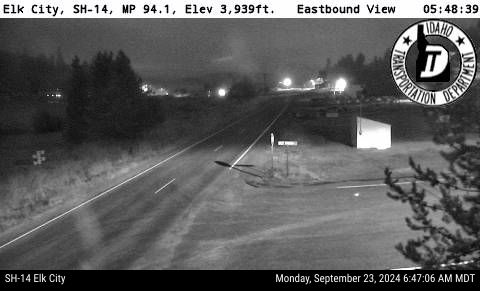 Elk City, SH-14, MP 94.1, Elev 3,939ft. Eastbound View 05:48:39
IDAHO
TRANSPORTATION DEPARTMENT
SH-14 Elk City Monday, September 23, 2024 6:47:06 AM MDT